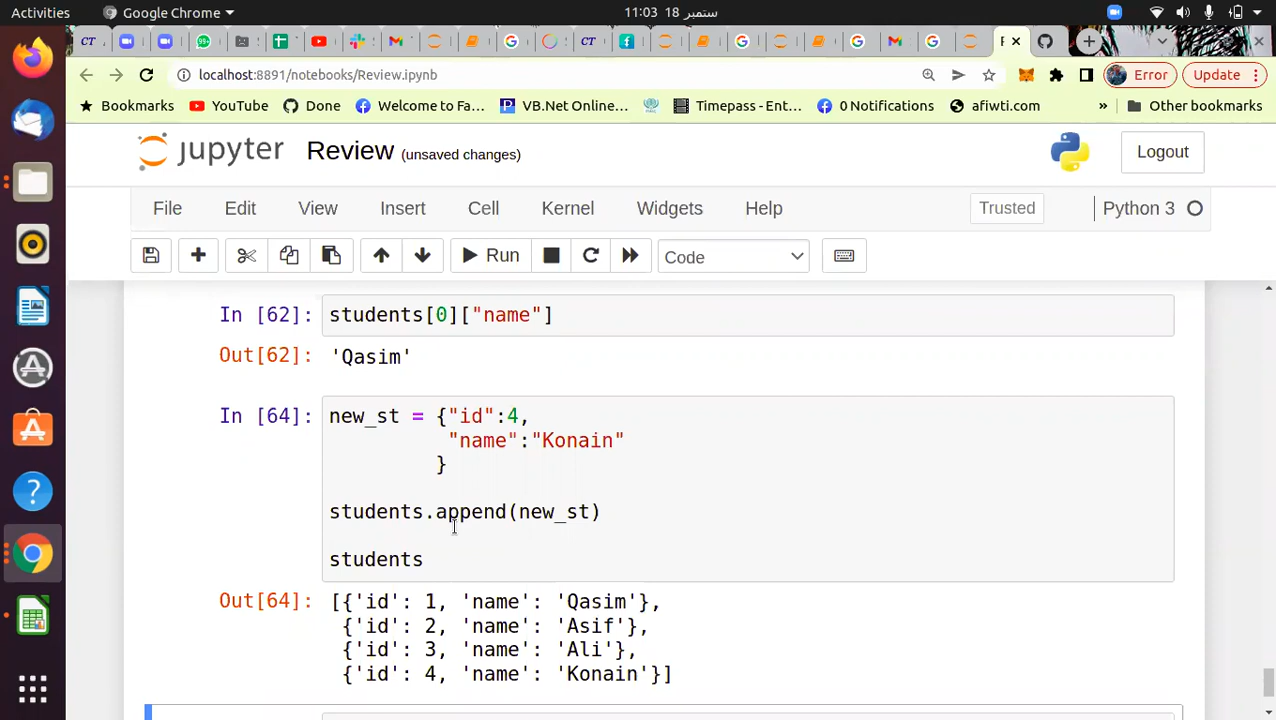 Activities Google Chrome 11:03 18 ستمبر
CT CT
localhost:8891/notebooks/Review.ipynb Error Update
Bookmarks YouTube Done Welcome to Fa... VB.Net Online... Timepass - Ent... 0 Notifications afiwti.com » Other bookmarks
jupyter Review (unsaved changes) Logout
File Edit View Insert Cell Kernel Widgets Help Trusted Python 3
Run Code
In [62]: students[0]["name"]
Out[62]: 'Qasim'
In [64]: new_st = {"id":4,
"name":"Konain"
}
students.append(new_st)
students
Out[64]: [{'id': 1, 'name': 'Qasim'},
{'id': 2, 'name': 'Asif'},
{'id': 3, 'name': 'Ali'},
{'id': 4, 'name': 'Konain'}]